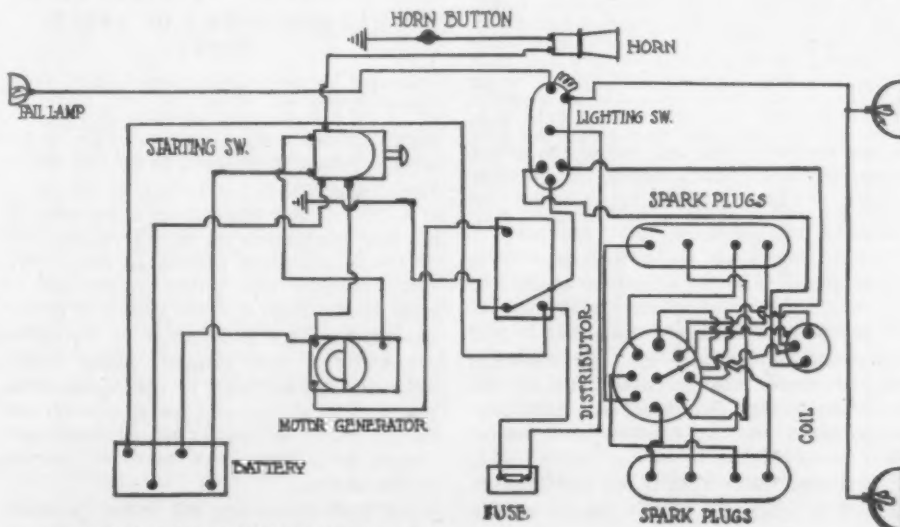 HORN BUTTON
HORN
TAIL LAMP
LIGHTING SW.
STARTING SW.
SPARK PLUGS
DISTRIBUTOR
MOTOR GENERATOR
COIL
BATTERY
FUSE
SPARK PLUGS